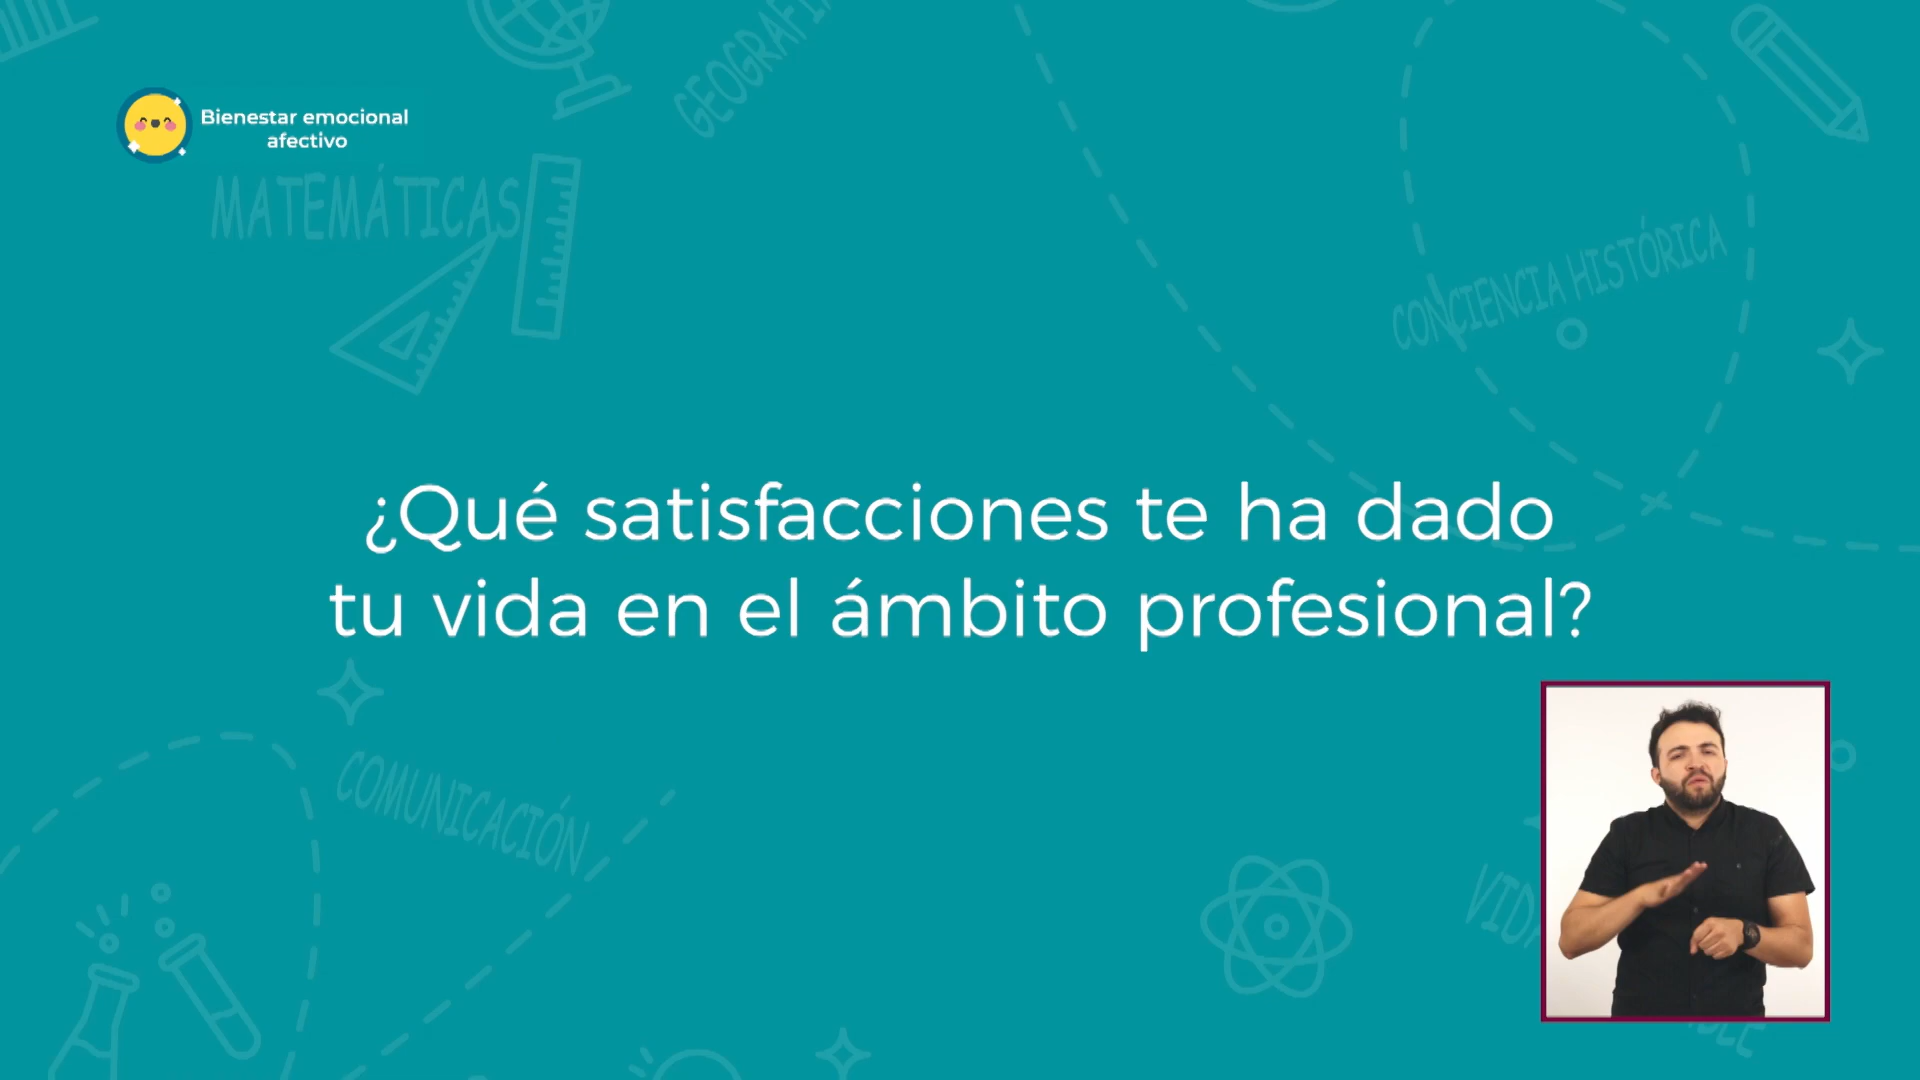 GEOGRAFÍA
Bienestar emocional
afectivo
MATEMÁTICAS
CONCIENCIA HISTÓRICA
¿Qué satisfacciones te ha dado
tu vida en el ámbito profesional?
COMUNICACIÓN